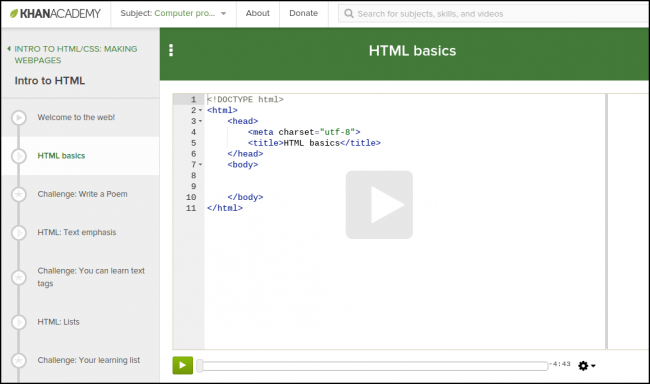 KHANACADEMY
Subject: Computer pro...
About
Donate
Search for subjects, skills, and videos
INTRO TO HTML/CSS: MAKING
WEBPAGES
Intro to HTML
Welcome to the web!
HTML basics
Challenge: Write a Poem
HTML: Text emphasis
Challenge: You can learn text
tags
HTML: Lists
Challenge: Your learning list
HTML basics
1 <!DOCTYPE html>
2 <html>
3 <head>
4 <meta charset="utf-8">
5 <title>HTML basics</title>
6 </head>
7 <body>
8
9
10 </body>
11 </html>
-4:43